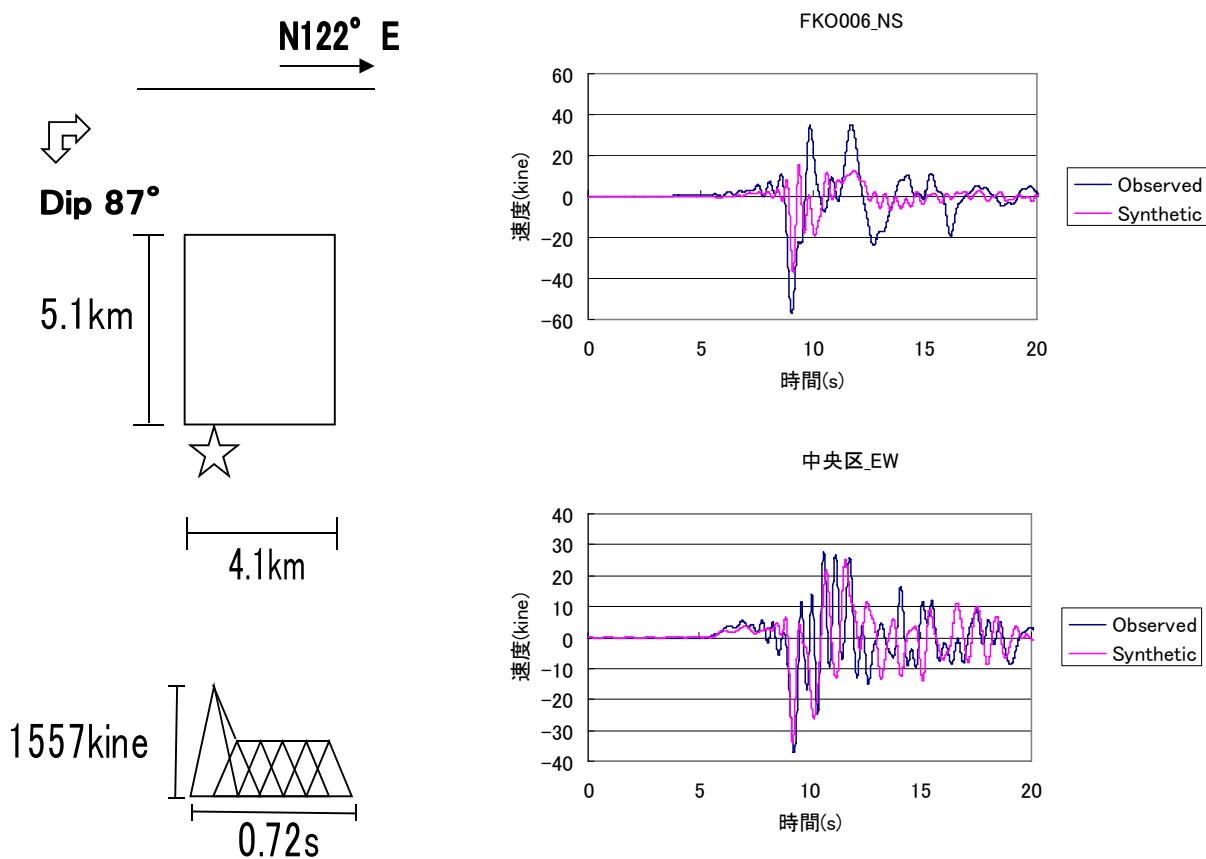 N122° E
Dip 87°
5.1km
4.1km
1557kine
0.72s
FKO006_NS
60
40
20
0
-20
-40
-60
速度(kine)
0 5 10 15 20
時間(s)
Observed
Synthetic
中央区_EW
40
30
20
10
0
-10
-20
-30
-40
速度(kine)
0 5 10 15 20
時間(s)
Observed
Synthetic